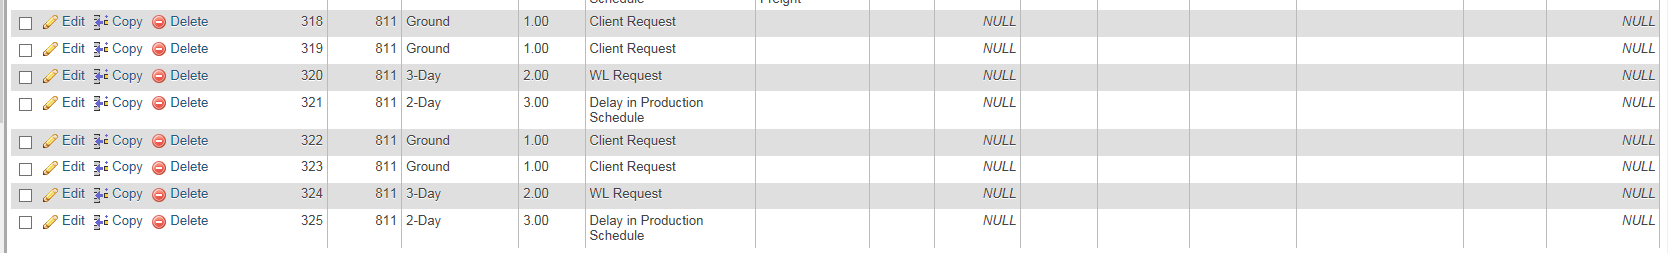 Schedule Freight
Edit Copy Delete 318 811 Ground 1.00 Client Request NULL NULL
Edit Copy Delete 319 811 Ground 1.00 Client Request NULL NULL
Edit Copy Delete 320 811 3-Day 2.00 WL Request NULL NULL
Edit Copy Delete 321 811 2-Day 3.00 Delay in Production NULL NULL
Schedule
Edit Copy Delete 322 811 Ground 1.00 Client Request NULL NULL
Edit Copy Delete 323 811 Ground 1.00 Client Request NULL NULL
Edit Copy Delete 324 811 3-Day 2.00 WL Request NULL NULL
Edit Copy Delete 325 811 2-Day 3.00 Delay in Production NULL NULL
Schedule